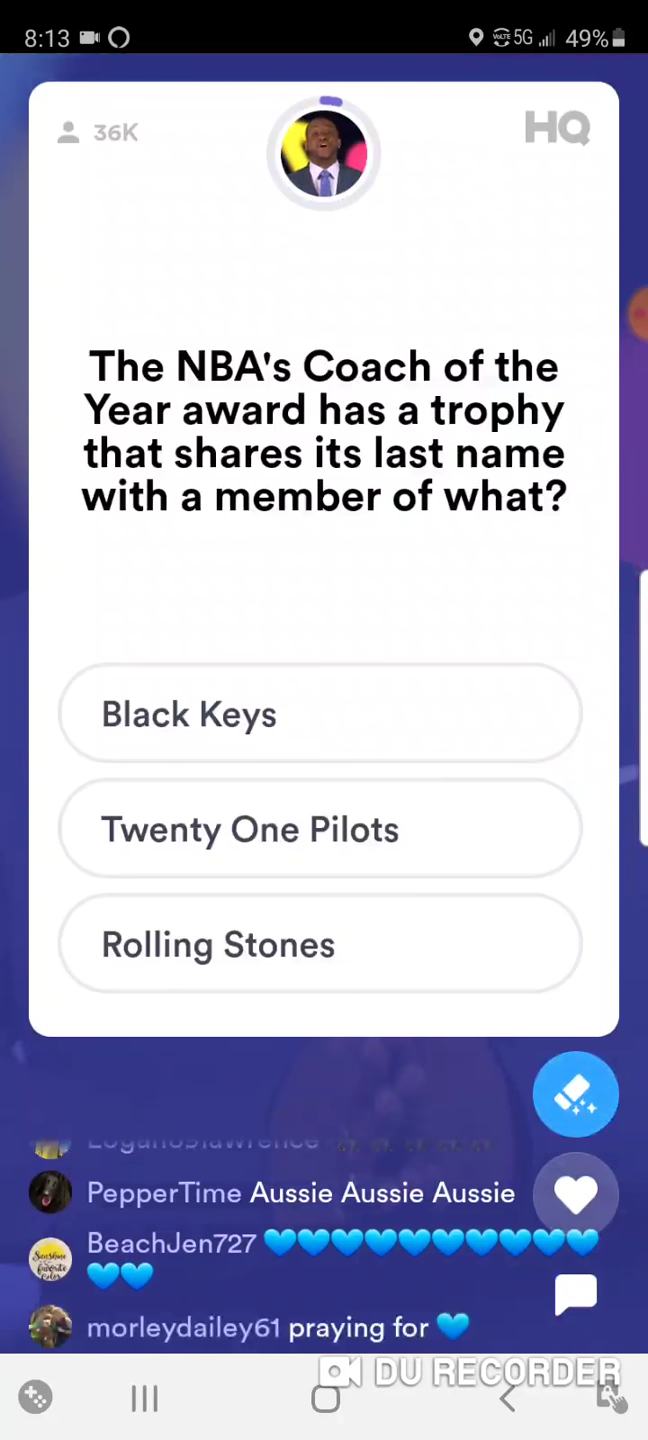 8:13 VoLTE 5G 49%
36K HQ
The NBA's Coach of the
Year award has a trophy
that shares its last name
with a member of what?
Black Keys
Twenty One Pilots
Rolling Stones
PepperTime Aussie Aussie Aussie
BeachJen727
morleydailey61 praying for
DU RECORDER